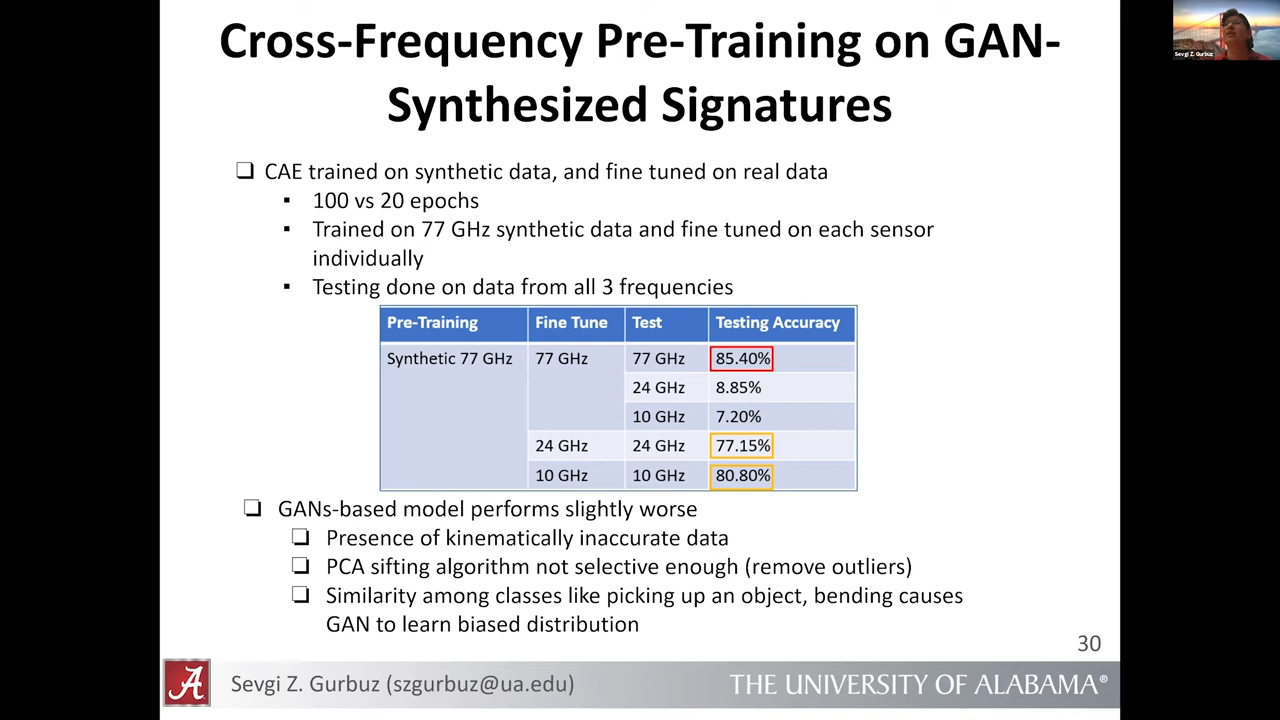 Cross-Frequency Pre-Training on GAN-
Synthesized Signatures
Sevgi Z. Gurbuz
❑ CAE trained on synthetic data, and fine tuned on real data
▪ 100 vs 20 epochs
▪ Trained on 77 GHz synthetic data and fine tuned on each sensor
individually
▪ Testing done on data from all 3 frequencies
Pre-Training Fine Tune Test Testing Accuracy
Synthetic 77 GHz 77 GHz 77 GHz 85.40%
24 GHz 8.85%
10 GHz 7.20%
24 GHz 24 GHz 77.15%
10 GHz 10 GHz 80.80%
❑ GANs-based model performs slightly worse
❑ Presence of kinematically inaccurate data
❑ PCA sifting algorithm not selective enough (remove outliers)
❑ Similarity among classes like picking up an object, bending causes
GAN to learn biased distribution
30
A
Sevgi Z. Gurbuz (szgurbuz@ua.edu) THE UNIVERSITY OF ALABAMA®